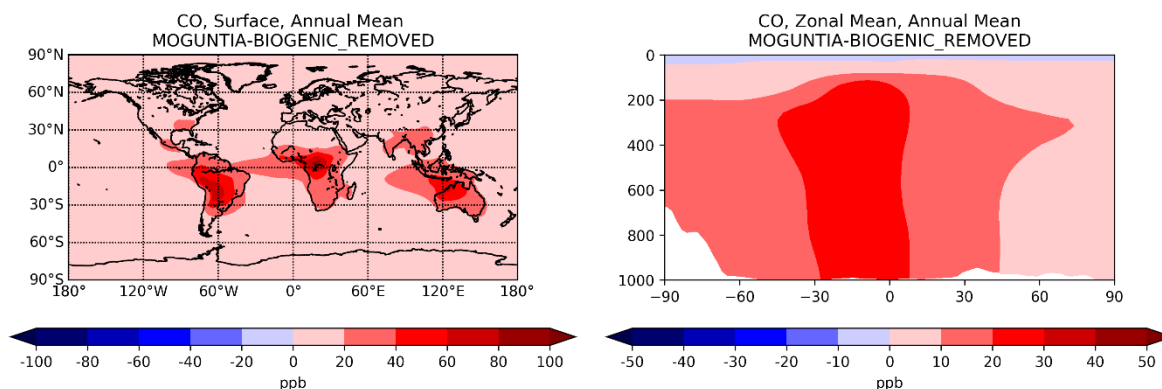 CO, Surface, Annual Mean
MOGUNTIA-BIOGENIC_REMOVED
90°N
60°N
30°N
0°
30°S
60°S
90°S
180° 120°W 60°W 0° 60°E 120°E 180°
-100 -80 -60 -40 -20 0 20 40 60 80 100
ppb
CO, Zonal Mean, Annual Mean
MOGUNTIA-BIOGENIC_REMOVED
0
200
400
600
800
1000
−90 −60 −30 0 30 60 90
-50 -40 -30 -20 -10 0 10 20 30 40 50
ppb